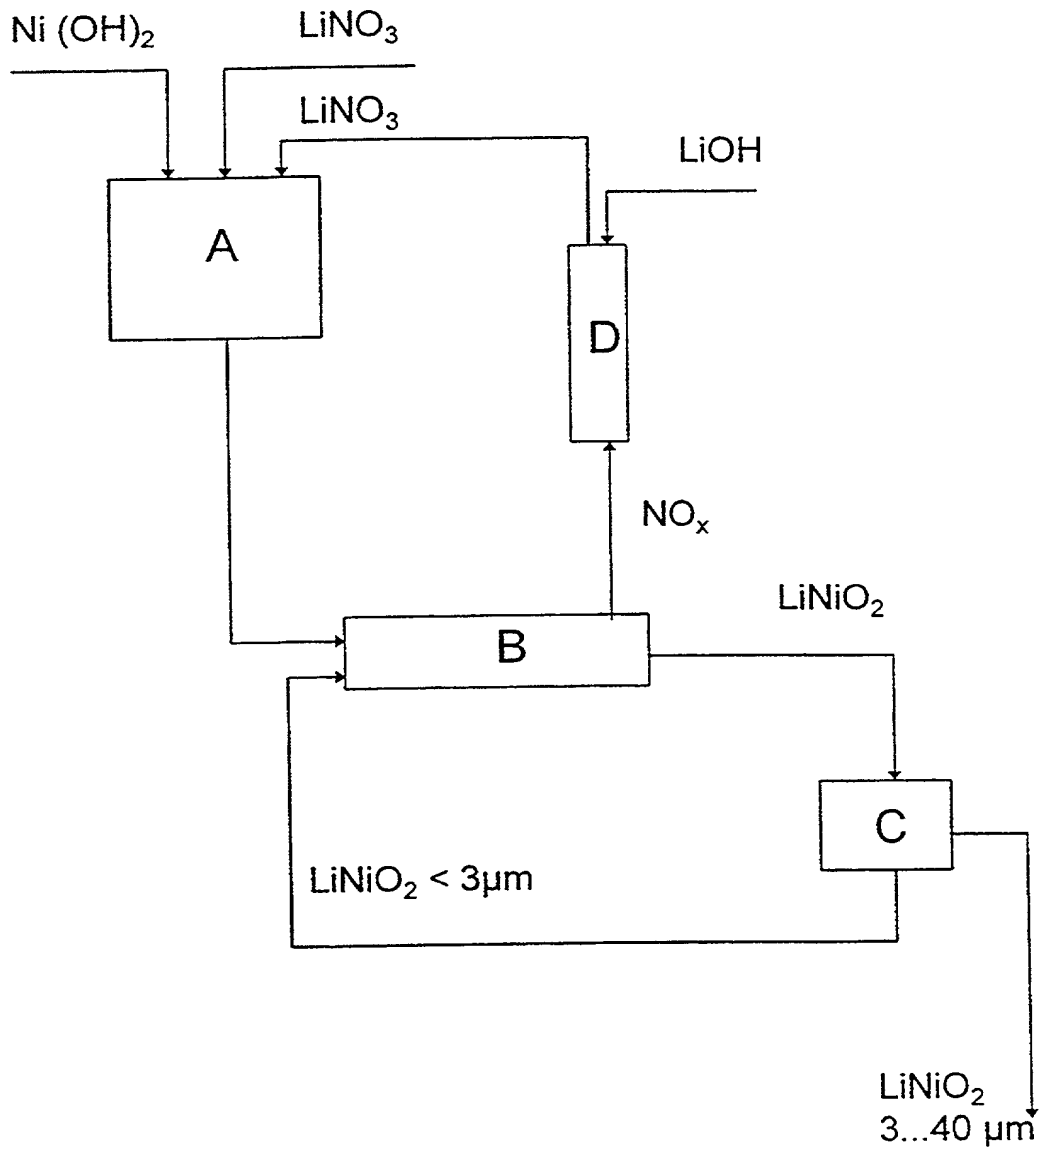 Ni (OH)₂
LiNO₃
LiNO₃
LiOH
A
D
NOₓ
LiNiO₂
B
C
LiNiO₂ < 3µm
LiNiO₂
3...40 µm